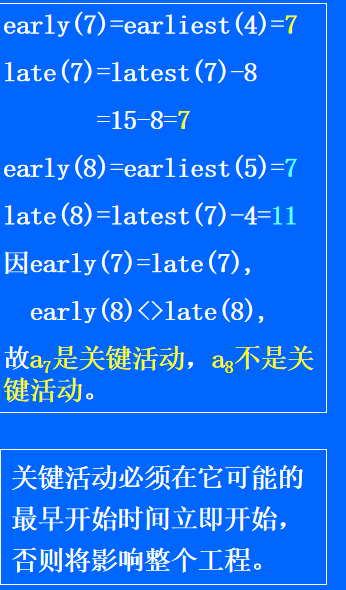 early(7)=earliest(4)=7
late(7)=latest(7)-8
=15-8=7
early(8)=earliest(5)=7
late(8)=latest(7)-4=11
因early(7)=late(7),
early(8)<>late(8),
故a₇是关键活动，a₈不是关
键活动。
关键活动必须在它可能的
最早开始时间立即开始，
否则将影响整个工程。